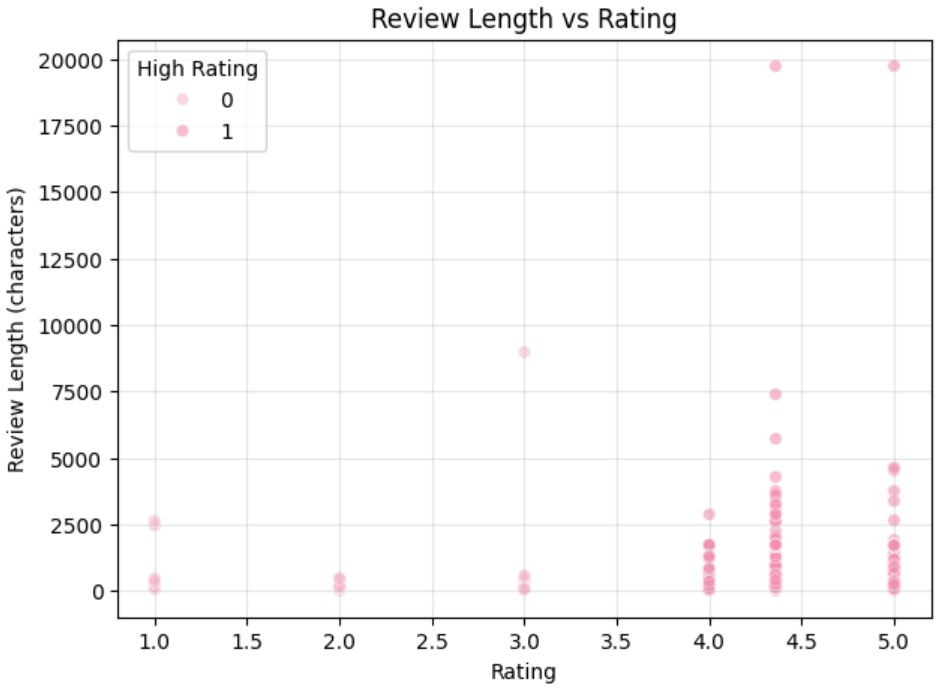 Review Length vs Rating
High Rating
0
1
20000
17500
15000
12500
10000
7500
5000
2500
0
Review Length (characters)
1.0 1.5 2.0 2.5 3.0 3.5 4.0 4.5 5.0
Rating